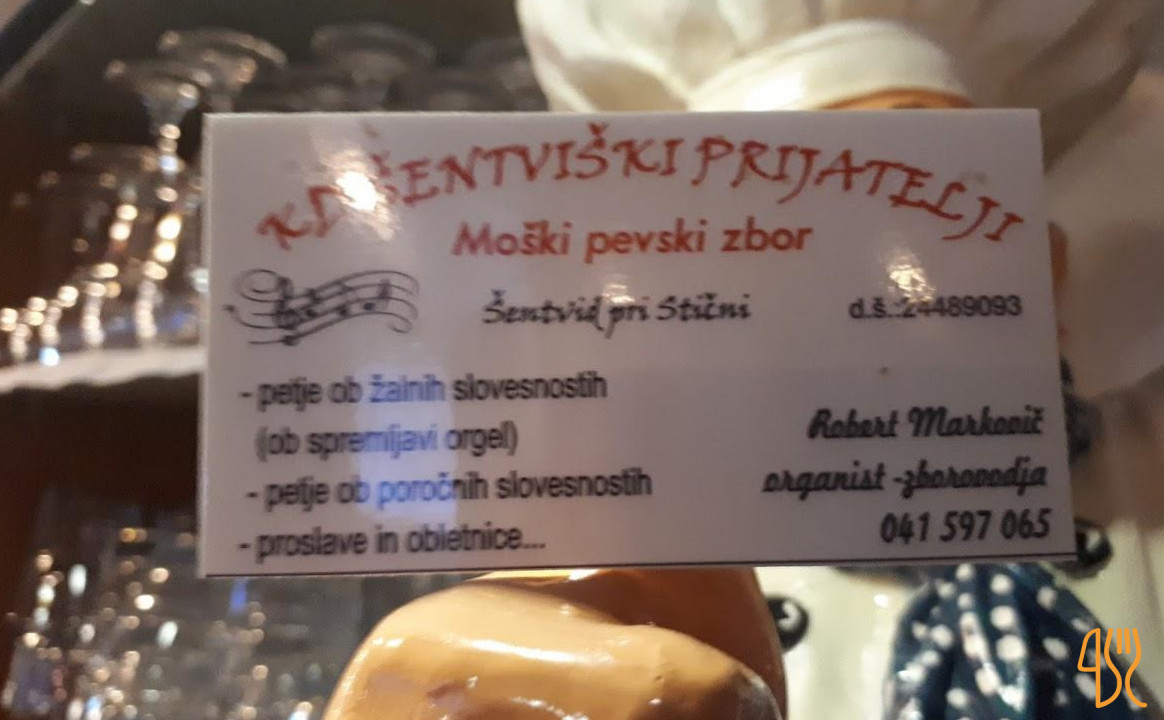 KD ŠENTVIŠKI PRIJATELJI
Moški pevski zbor
Šentvid pri Stični
d.š.:24489093
- petje ob žalnih slovesnostih
(ob spremljavi orgel)
- petje ob poročnih slovesnostih
- proslave in obletnice...
Robert Markovič
organist -zborovodja
041 597 065